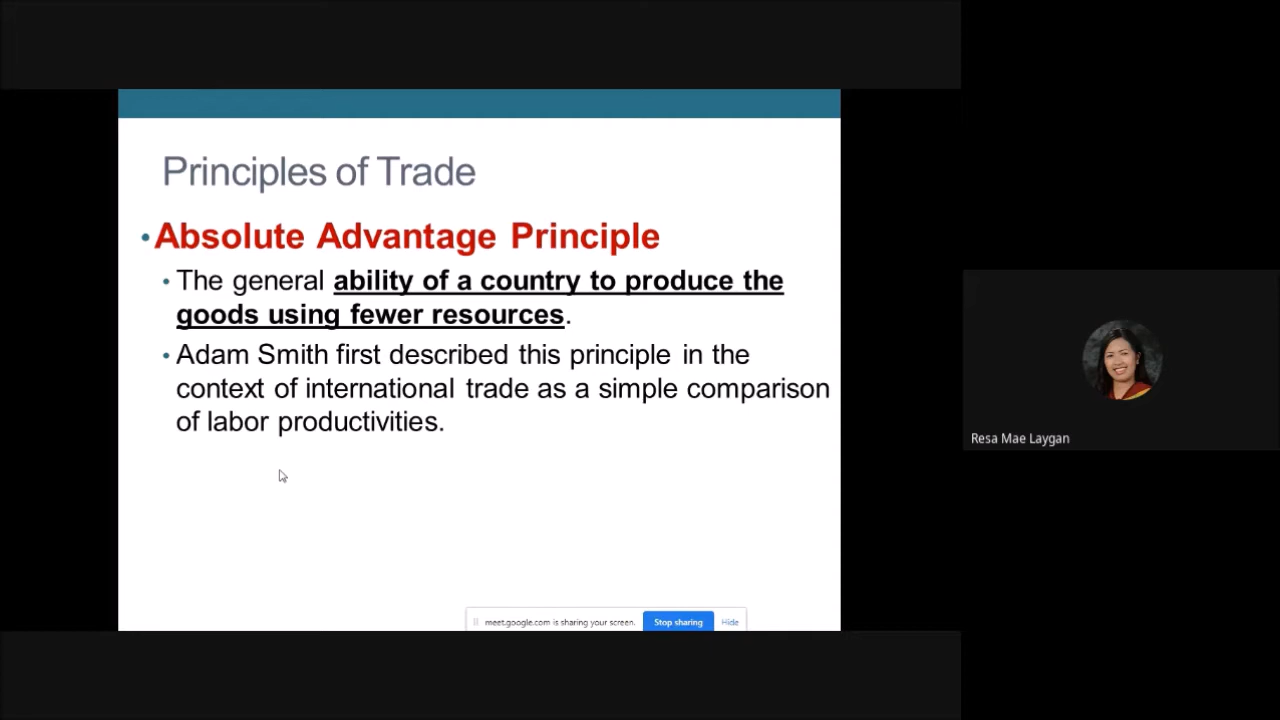 Principles of Trade
• Absolute Advantage Principle
• The general ability of a country to produce the
goods using fewer resources.
• Adam Smith first described this principle in the
context of international trade as a simple comparison
of labor productivities.
Resa Mae Laygan
meet.google.com is sharing your screen. Stop sharing Hide